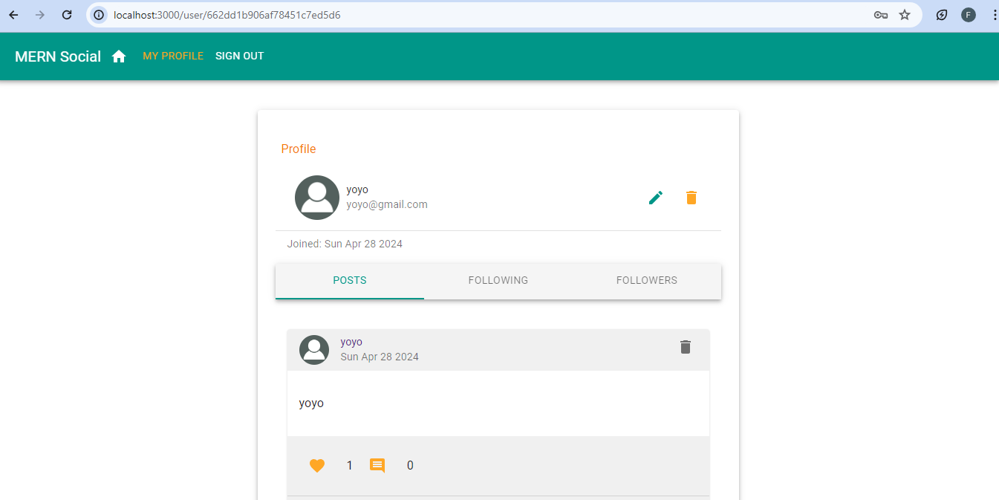 localhost:3000/user/662dd1b906af78451c7ed5d6
F
MERN Social MY PROFILE SIGN OUT
Profile
yoyo
yoyo@gmail.com
Joined: Sun Apr 28 2024
POSTS FOLLOWING FOLLOWERS
yoyo
Sun Apr 28 2024
yoyo
1 0